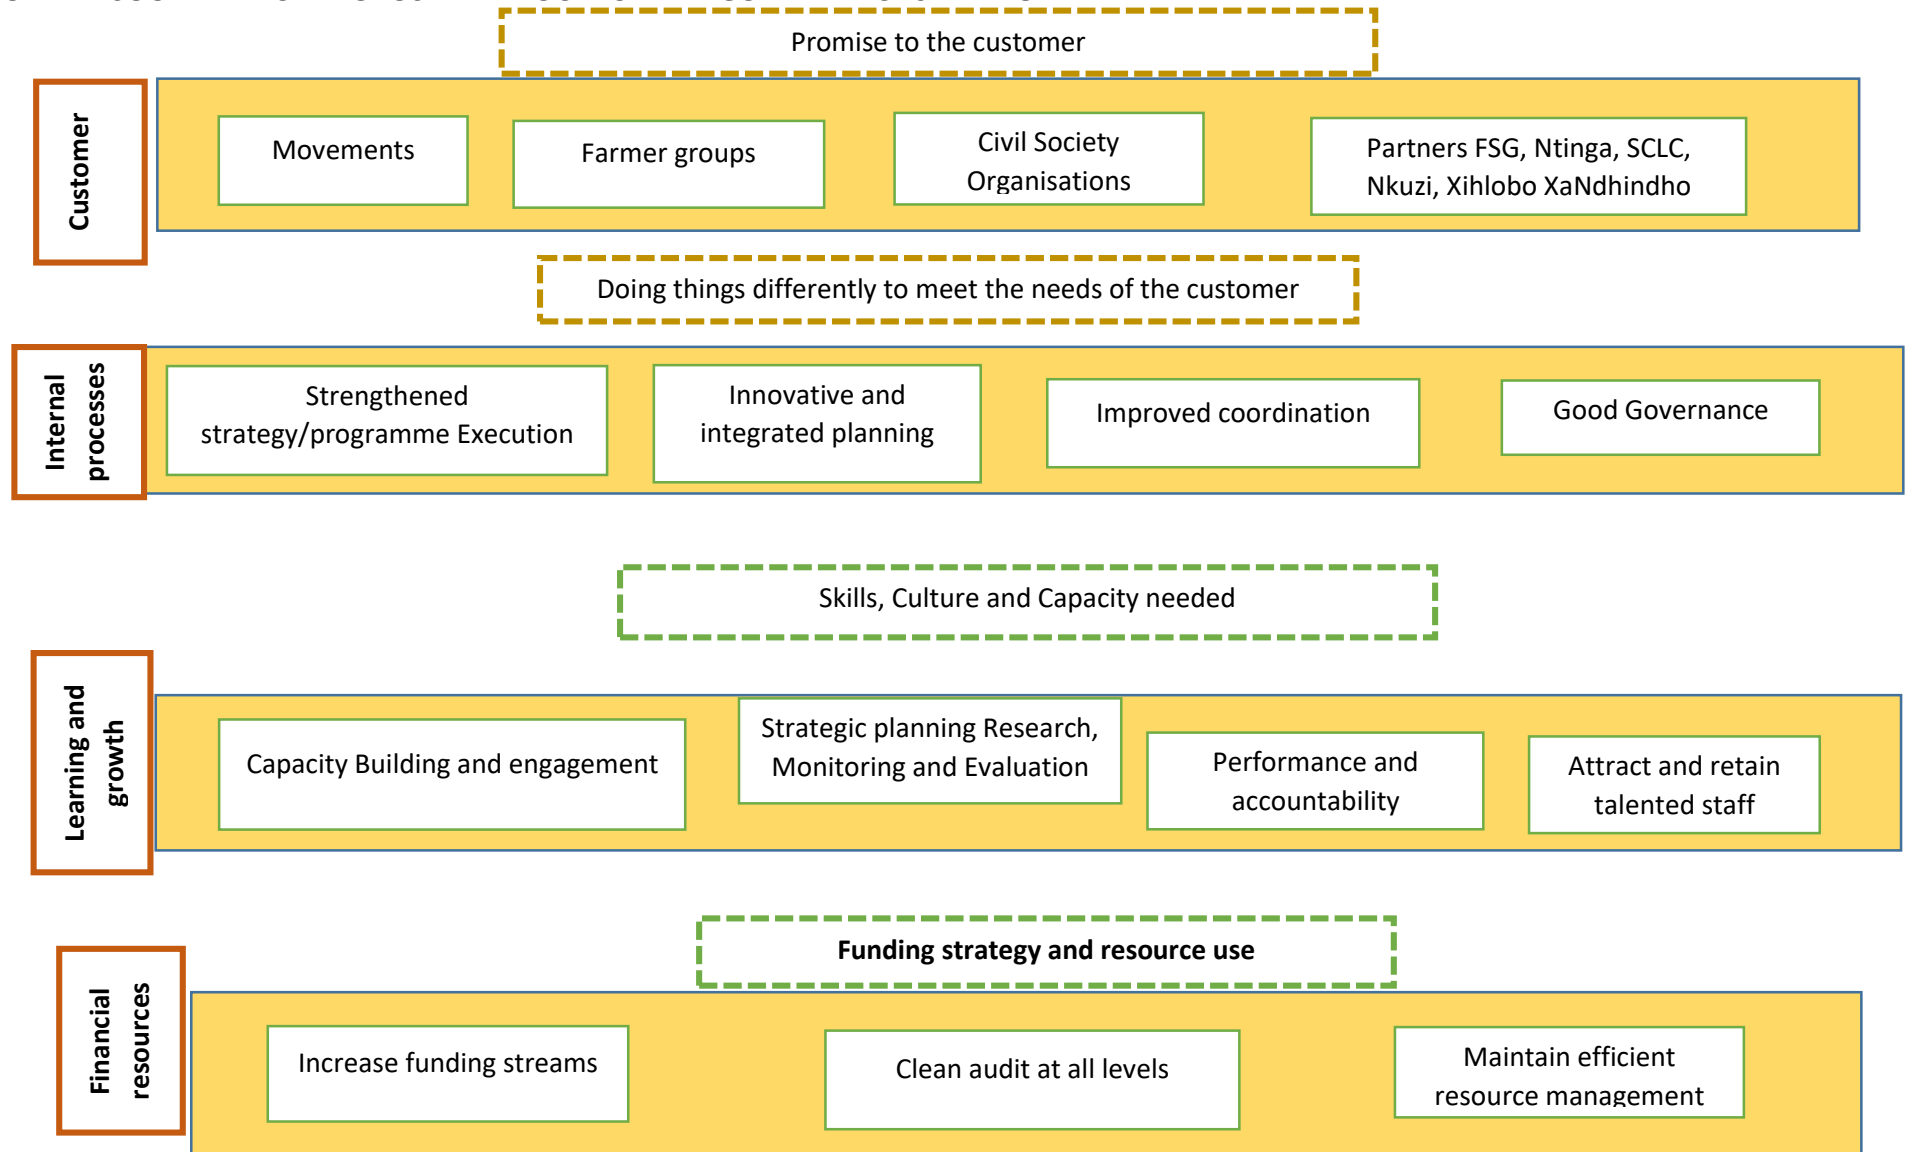 Promise to the customer
Customer
Movements
Farmer groups
Civil Society
Organisations
Partners FSG, Ntinga, SCLC,
Nkuzi, Xihlobo XaNdhindho
Doing things differently to meet the needs of the customer
Internal
processes
Strengthened
strategy/programme Execution
Innovative and
integrated planning
Improved coordination
Good Governance
Skills, Culture and Capacity needed
Learning and
growth
Capacity Building and engagement
Strategic planning Research,
Monitoring and Evaluation
Performance and
accountability
Attract and retain
talented staff
Funding strategy and resource use
Financial
resources
Increase funding streams
Clean audit at all levels
Maintain efficient
resource management